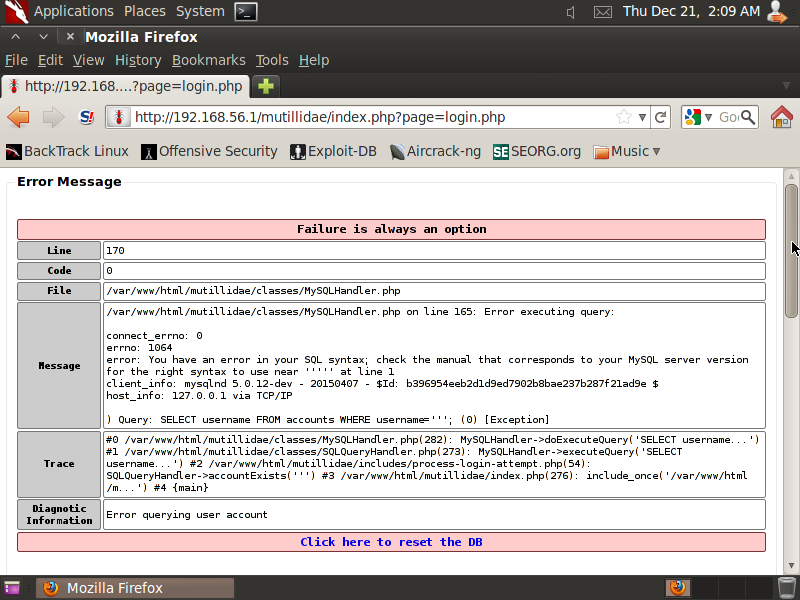 Applications Places System Thu Dec 21, 2:09 AM
Mozilla Firefox
File Edit View History Bookmarks Tools Help
http://192.168....?page=login.php
http://192.168.56.1/mutillidae/index.php?page=login.php
BackTrack Linux Offensive Security Exploit-DB Aircrack-ng SE SEORG.org Music
Error Message
Failure is always an option
Line 170
Code 0
File /var/www/html/mutillidae/classes/MySQLHandler.php
Message
/var/www/html/mutillidae/classes/MySQLHandler.php on line 165: Error executing query:
connect_errno: 0
errno: 1064
error: You have an error in your SQL syntax; check the manual that corresponds to your MySQL server version
for the right syntax to use near ''''' at line 1
client_info: mysqlnd 5.0.12-dev - 20150407 - $Id: b396954eeb2d1d9ed7902b8bae237b287f21ad9e $
host_info: 127.0.0.1 via TCP/IP
) Query: SELECT username FROM accounts WHERE username='''; (0) [Exception]
Trace
#0 /var/www/html/mutillidae/classes/MySQLHandler.php(282): MySQLHandler->doExecuteQuery('SELECT username...')
#1 /var/www/html/mutillidae/classes/SQLQueryHandler.php(273): MySQLHandler->executeQuery('SELECT
username...') #2 /var/www/html/mutillidae/includes/process-login-attempt.php(54):
SQLQueryHandler->accountExists(''') #3 /var/www/html/mutillidae/index.php(276): include_once('/var/www/html
/m...') #4 {main}
Diagnostic
Information
Error querying user account
Click here to reset the DB
Mozilla Firefox